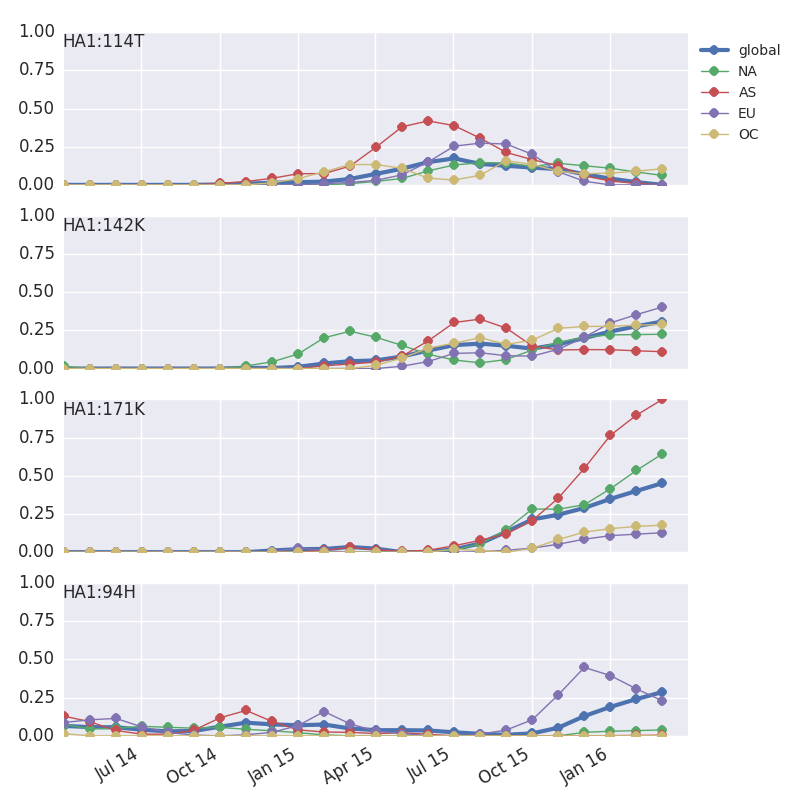 HA1:114T
1.00
0.75
0.50
0.25
0.00
global
NA
AS
EU
OC
HA1:142K
1.00
0.75
0.50
0.25
0.00
HA1:171K
1.00
0.75
0.50
0.25
0.00
HA1:94H
1.00
0.75
0.50
0.25
0.00
Jul 14
Oct 14
Jan 15
Apr 15
Jul 15
Oct 15
Jan 16